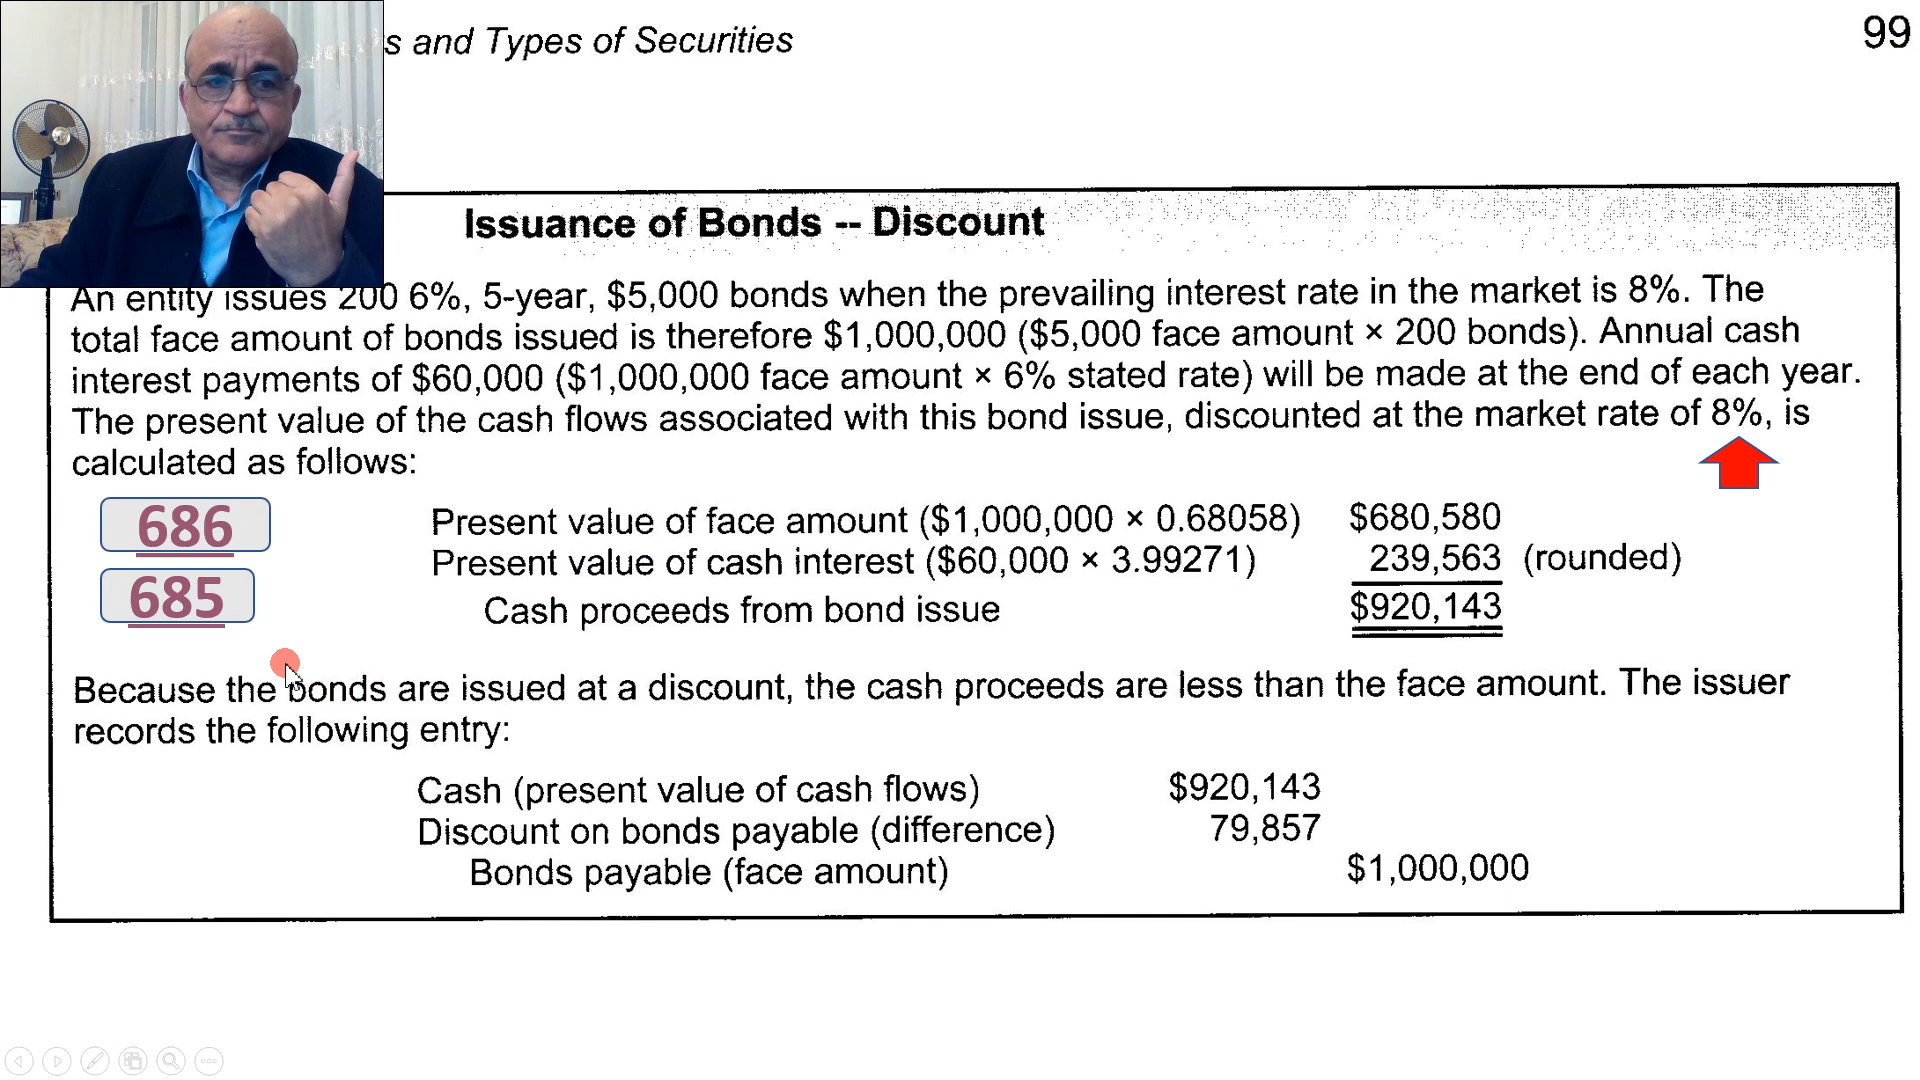 s and Types of Securities
99
Issuance of Bonds -- Discount
An entity issues 200 6%, 5-year, $5,000 bonds when the prevailing interest rate in the market is 8%. The
total face amount of bonds issued is therefore $1,000,000 ($5,000 face amount × 200 bonds). Annual cash
interest payments of $60,000 ($1,000,000 face amount × 6% stated rate) will be made at the end of each year.
The present value of the cash flows associated with this bond issue, discounted at the market rate of 8%, is
calculated as follows:
686
Present value of face amount ($1,000,000 × 0.68058) $680,580
Present value of cash interest ($60,000 × 3.99271) 239,563 (rounded)
685
Cash proceeds from bond issue $920,143
Because the bonds are issued at a discount, the cash proceeds are less than the face amount. The issuer
records the following entry:
Cash (present value of cash flows) $920,143
Discount on bonds payable (difference) 79,857
Bonds payable (face amount) $1,000,000